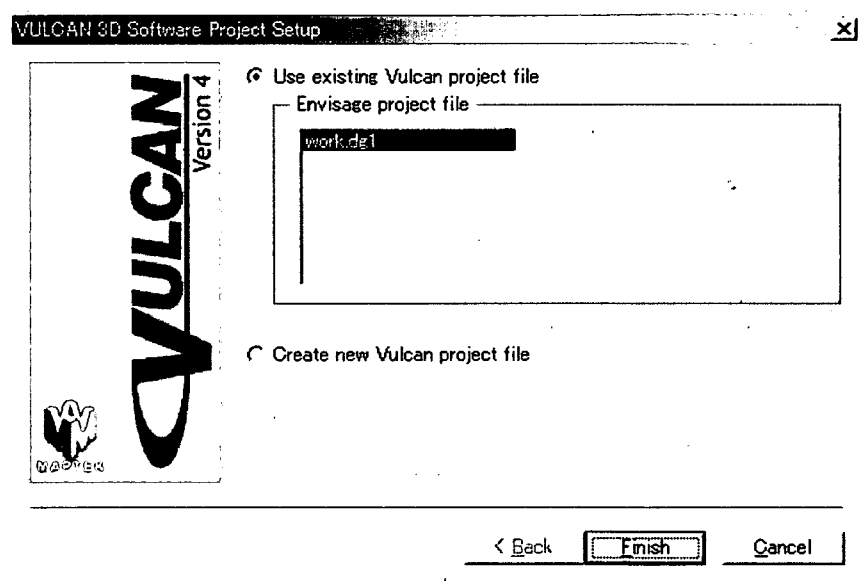 VULCAN 3D Software Project Setup
Use existing Vulcan project file
Envisage project file
work.dg1
VULCAN
Version 4
Create new Vulcan project file
MAPTEK
< Back
Finish
Cancel